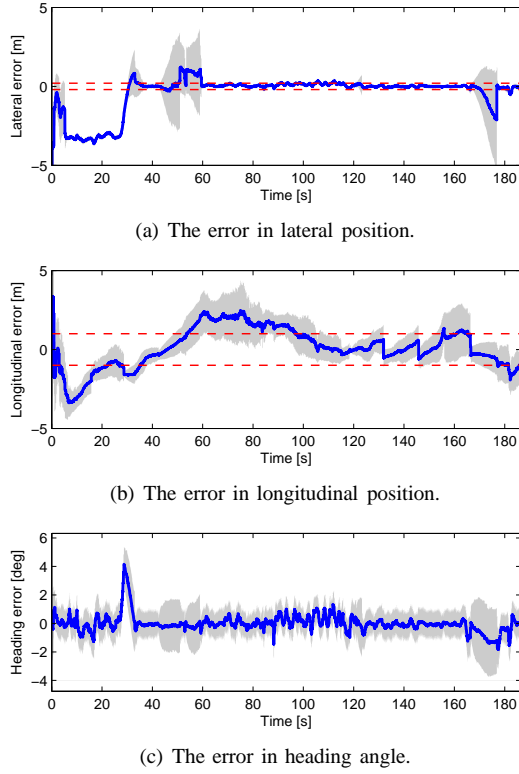 5
0
−5
Lateral error [m]
0 20 40 60 80 100 120 140 160 180
Time [s]
(a) The error in lateral position.
5
0
−5
Longitudinal error [m]
0 20 40 60 80 100 120 140 160 180
Time [s]
(b) The error in longitudinal position.
6
4
2
0
−2
−4
Heading error [deg]
0 20 40 60 80 100 120 140 160 180
Time [s]
(c) The error in heading angle.